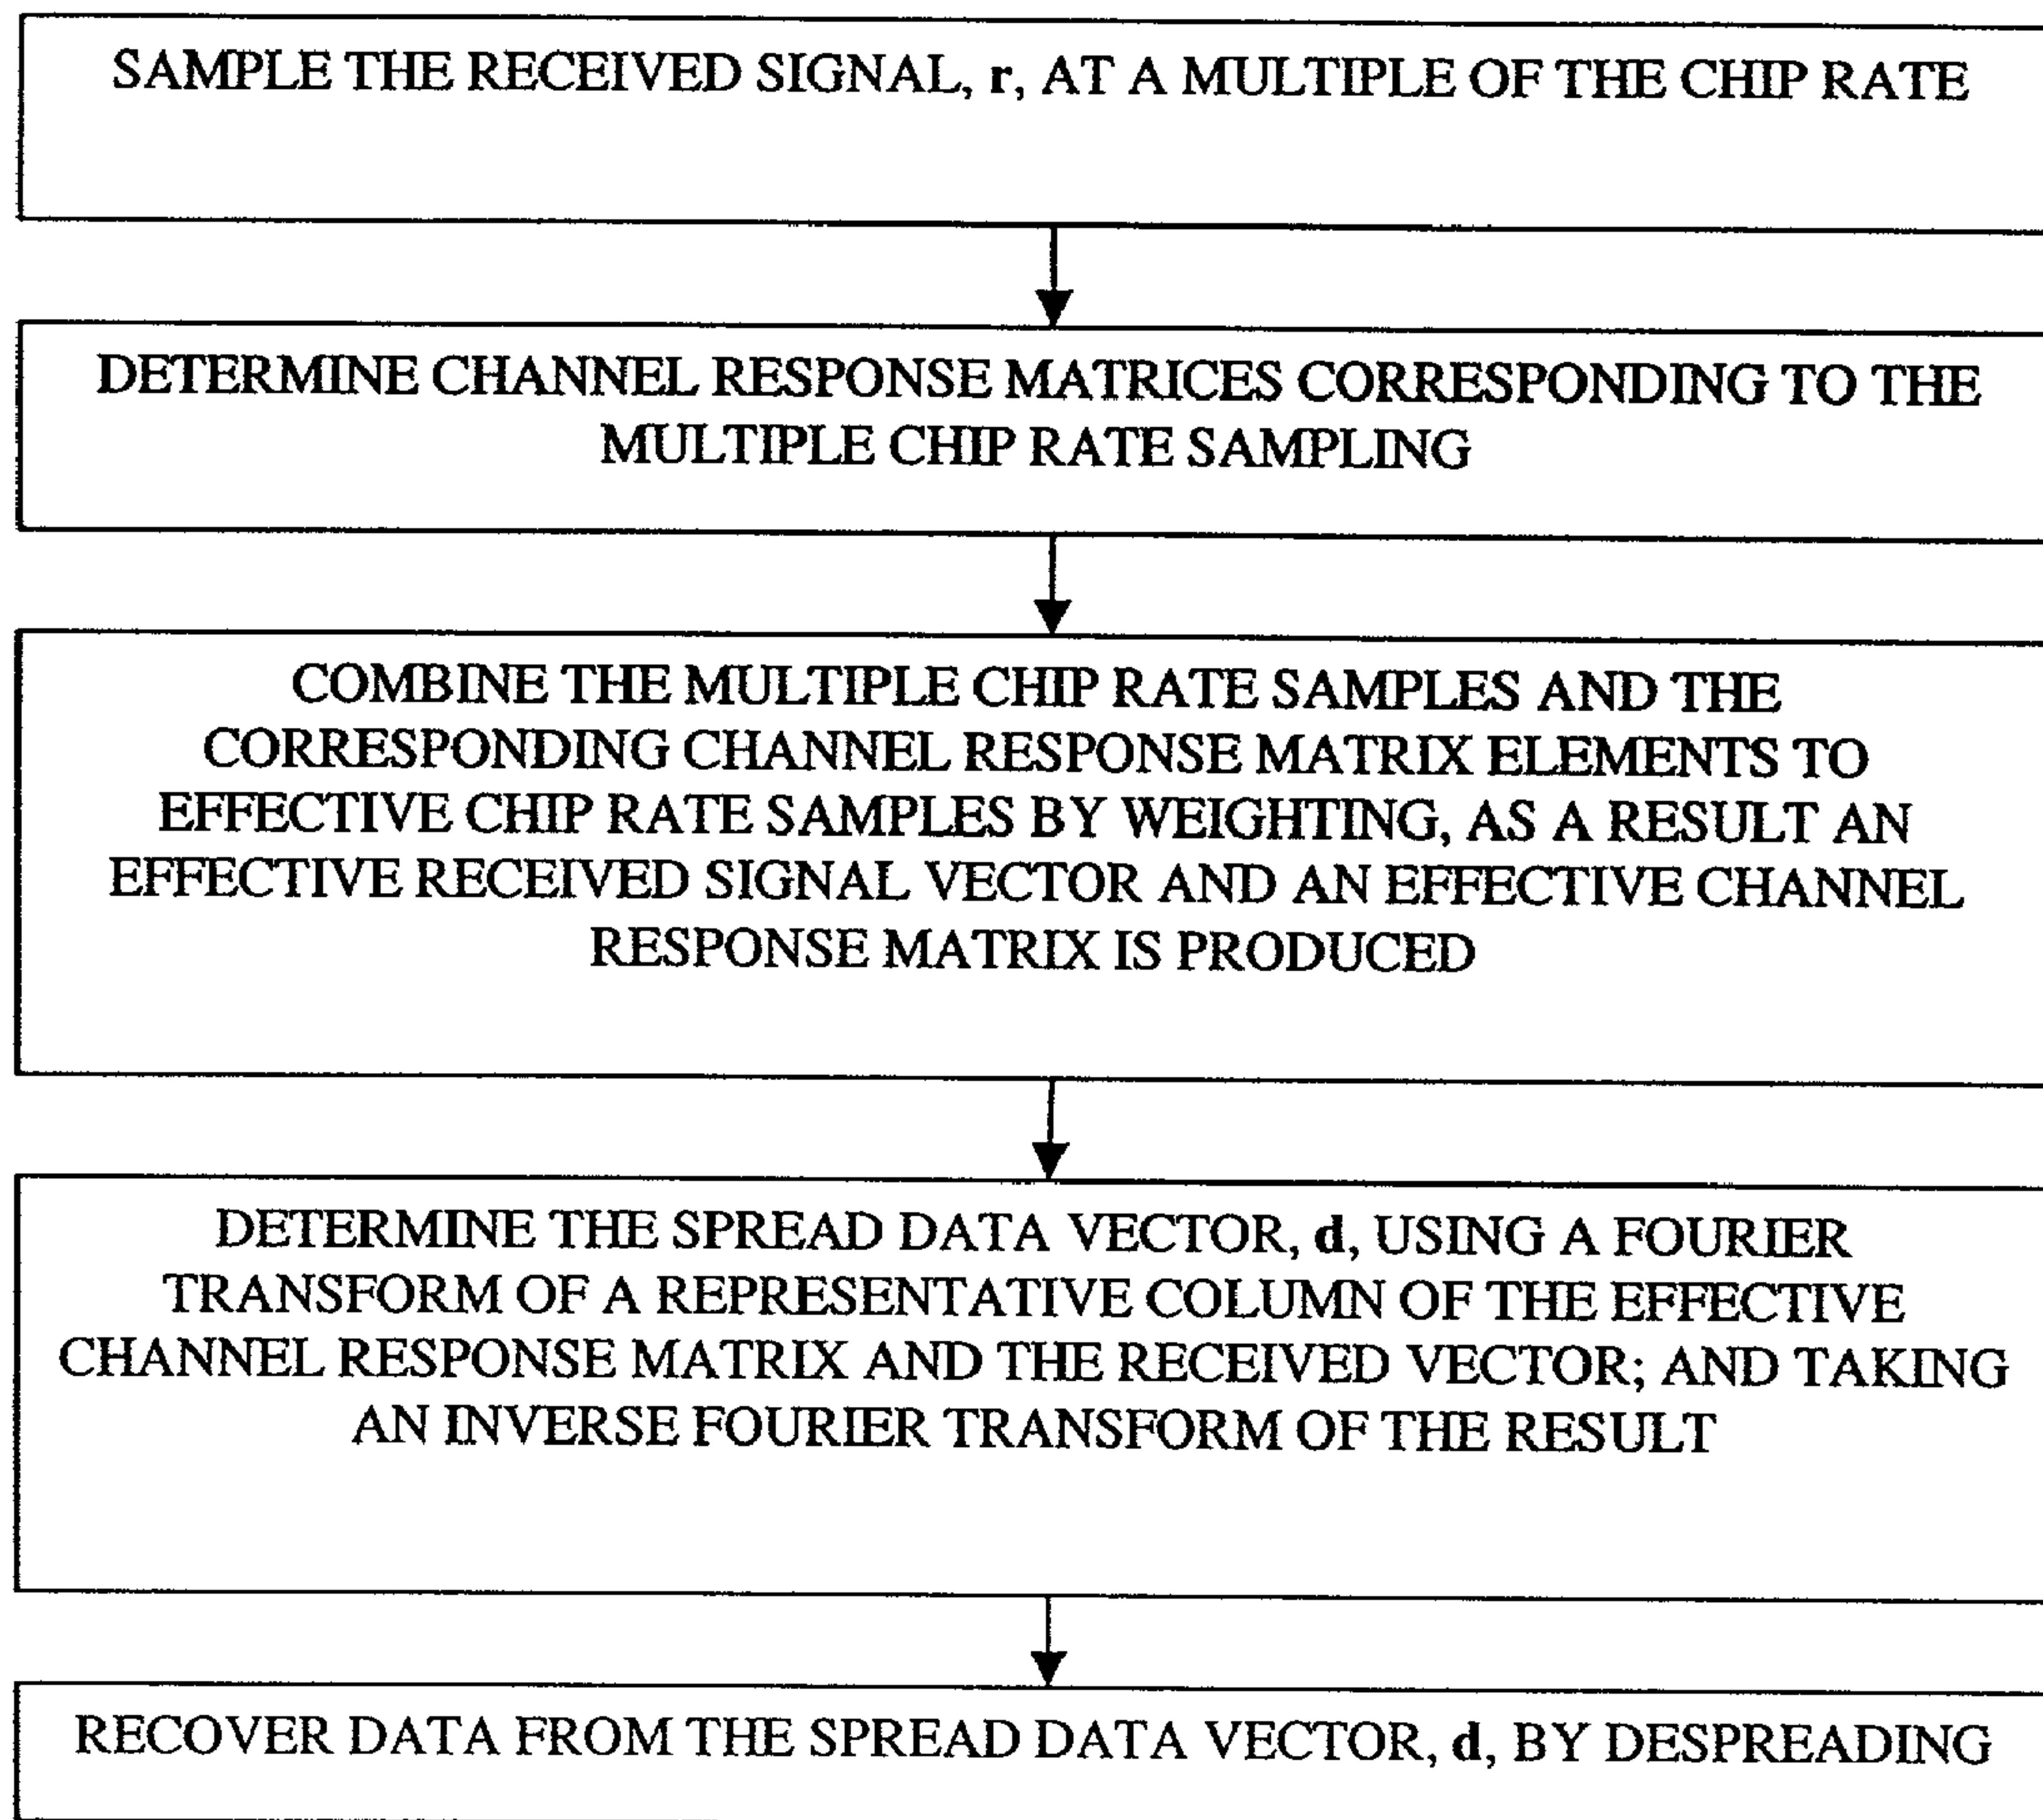 SAMPLE THE RECEIVED SIGNAL, r, AT A MULTIPLE OF THE CHIP RATE
DETERMINE CHANNEL RESPONSE MATRICES CORRESPONDING TO THE
MULTIPLE CHIP RATE SAMPLING
COMBINE THE MULTIPLE CHIP RATE SAMPLES AND THE
CORRESPONDING CHANNEL RESPONSE MATRIX ELEMENTS TO
EFFECTIVE CHIP RATE SAMPLES BY WEIGHTING, AS A RESULT AN
EFFECTIVE RECEIVED SIGNAL VECTOR AND AN EFFECTIVE CHANNEL
RESPONSE MATRIX IS PRODUCED
DETERMINE THE SPREAD DATA VECTOR, d, USING A FOURIER
TRANSFORM OF A REPRESENTATIVE COLUMN OF THE EFFECTIVE
CHANNEL RESPONSE MATRIX AND THE RECEIVED VECTOR; AND TAKING
AN INVERSE FOURIER TRANSFORM OF THE RESULT
RECOVER DATA FROM THE SPREAD DATA VECTOR, d, BY DESPREADING